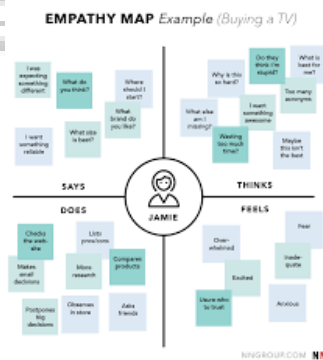 EMPATHY MAP Example (Buying a TV)
I was
expecting
something
different.
What do
you think?
Where
should I
start?
What
brand do
you like?
I want
something
reliable
What size
is best?
SAYS
Do they
think I'm
stupid?
What is
best for
me?
Why is this
so hard?
Too many
acronyms
What else
am I
missing?
I want
something
awesome
Wasting
too much
time?
Maybe
this isn't
the best
THINKS
JAMIE
DOES
Checks
the web-
site
Lists
pros/cons
Compares
products
Makes
small
decisions
More
research
Postpones
big
decisions
Observes
in store
Asks
friends
FEELS
Fear
Over-
whelmed
Inade-
quate
Excited
Unsure who
to trust
Anxious
NNGROUP.COM